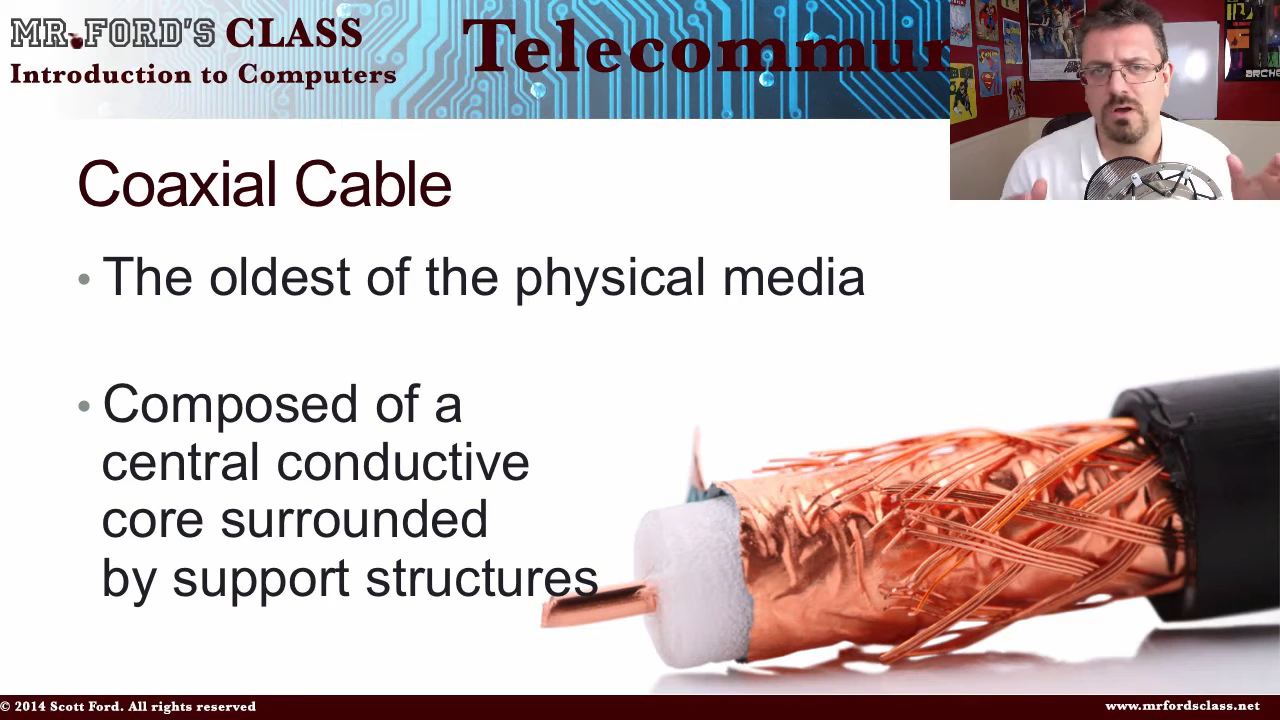 MR. FORD'S CLASS
Introduction to Computers
Coaxial Cable
• The oldest of the physical media
• Composed of a
central conductive
core surrounded
by support structures
© 2014 Scott Ford. All rights reserved
www.mrfordsclass.net